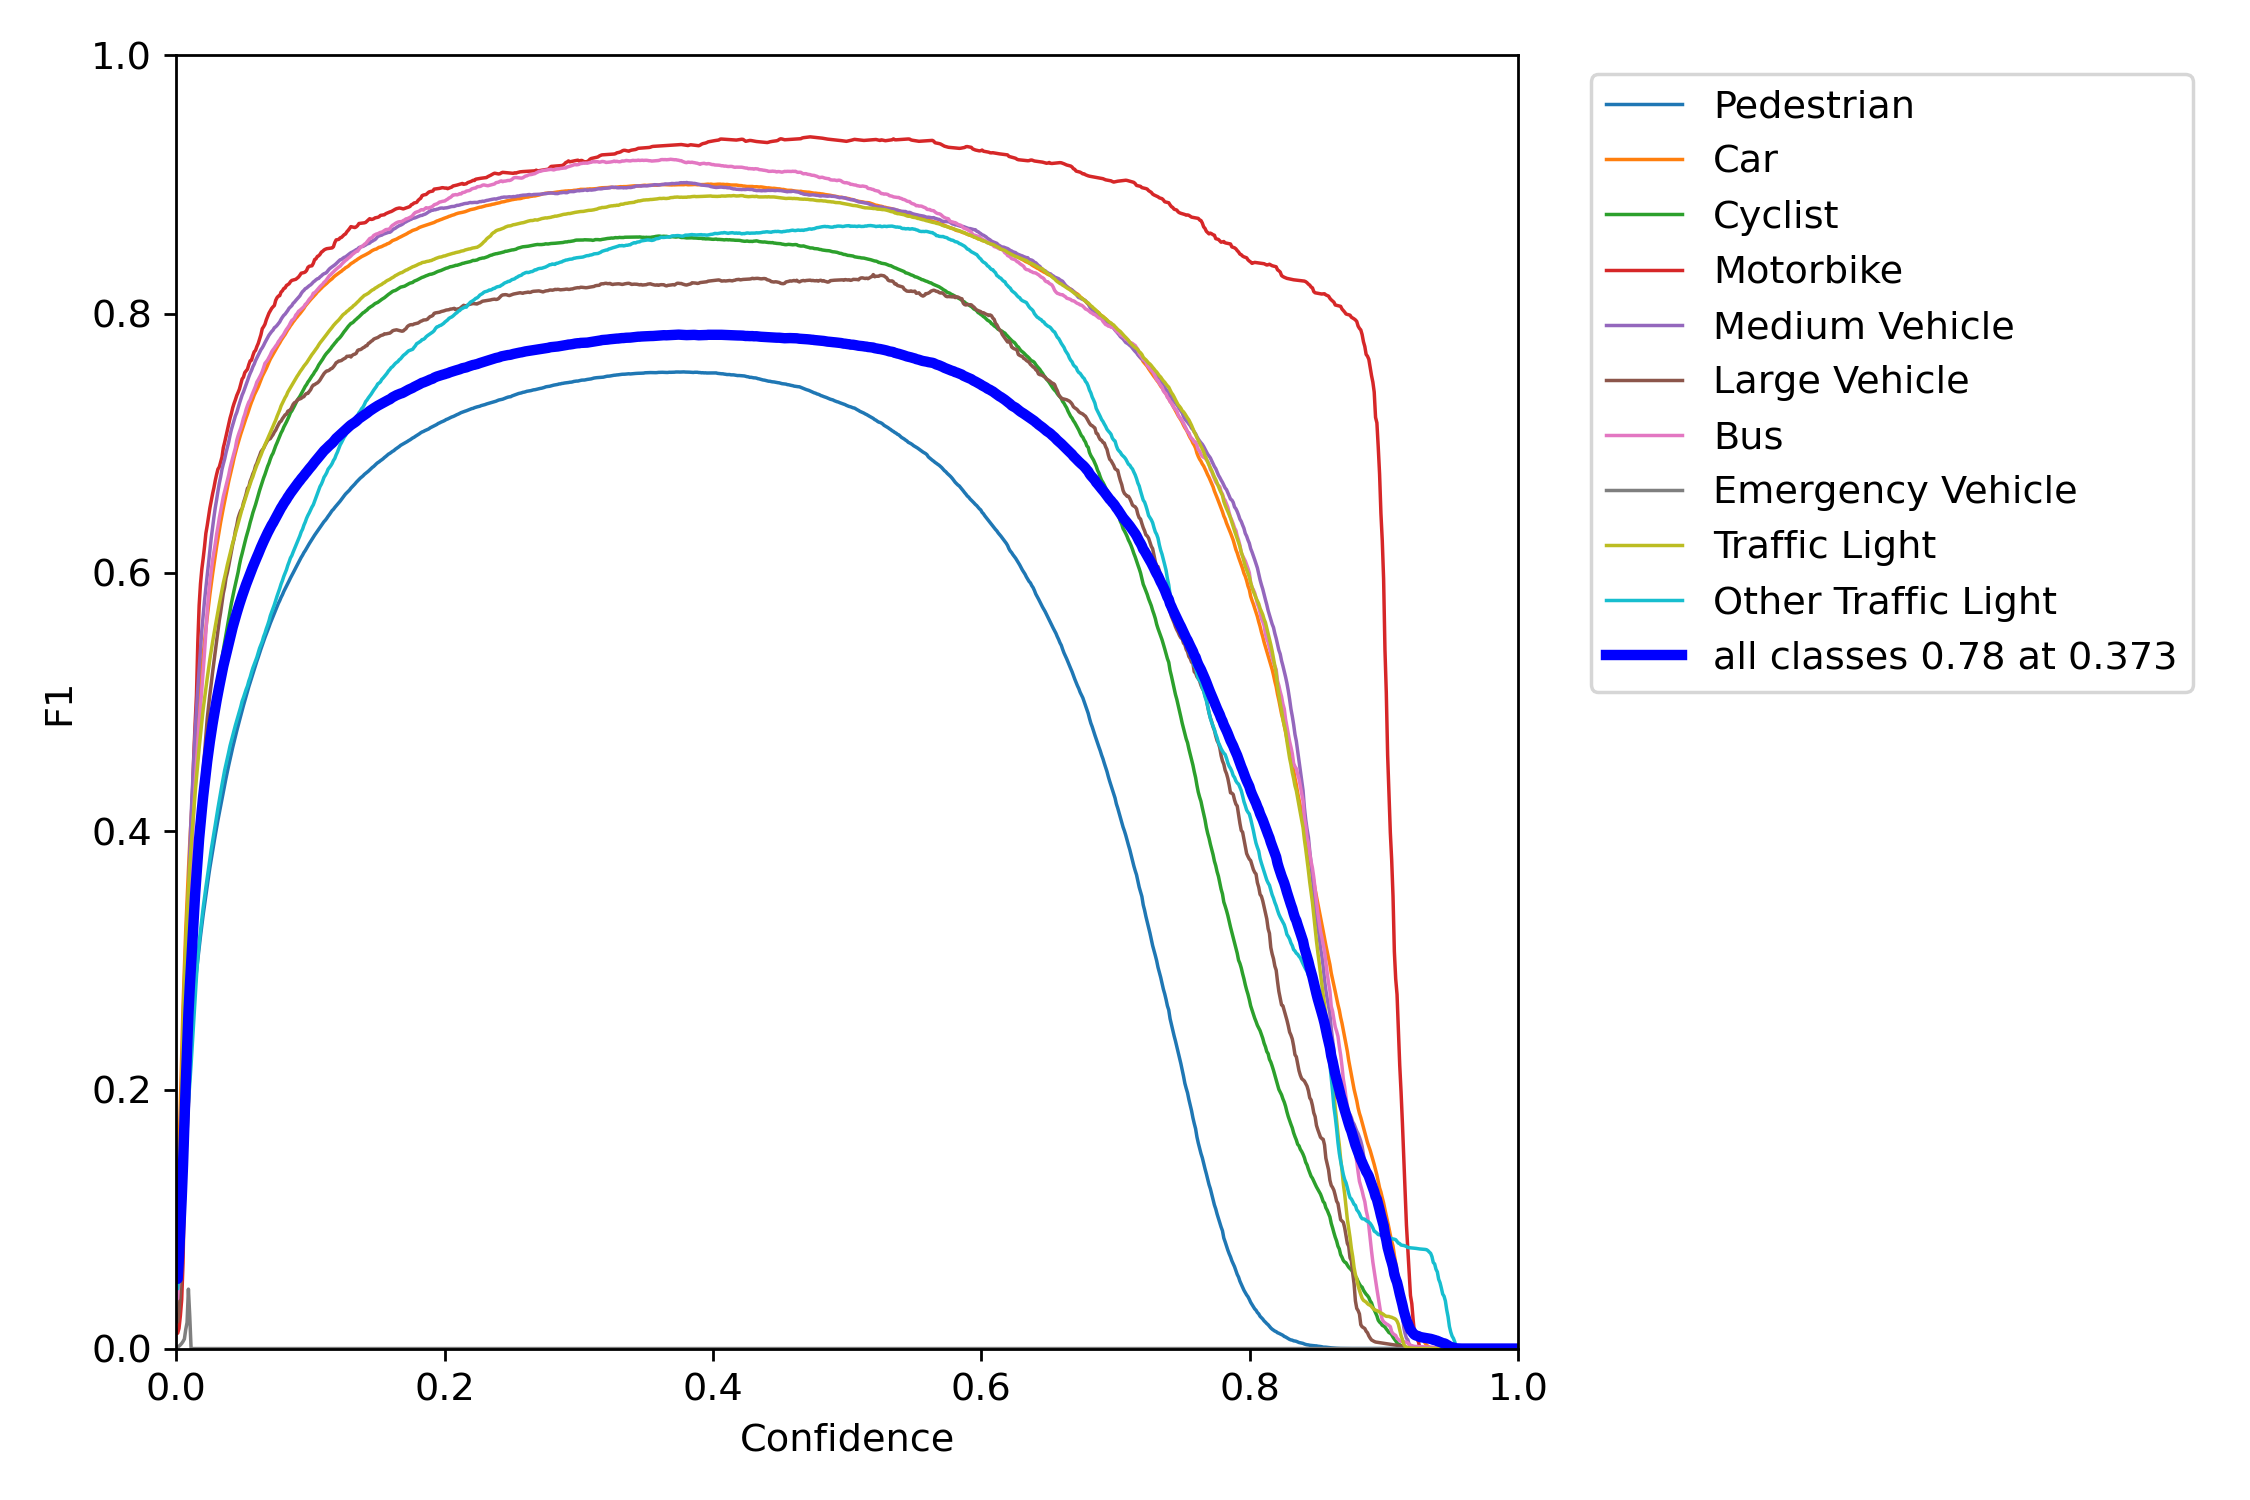 1.0
0.8
0.6
0.4
0.2
0.0
F1
0.0 0.2 0.4 0.6 0.8 1.0
Confidence
Pedestrian
Car
Cyclist
Motorbike
Medium Vehicle
Large Vehicle
Bus
Emergency Vehicle
Traffic Light
Other Traffic Light
all classes 0.78 at 0.373